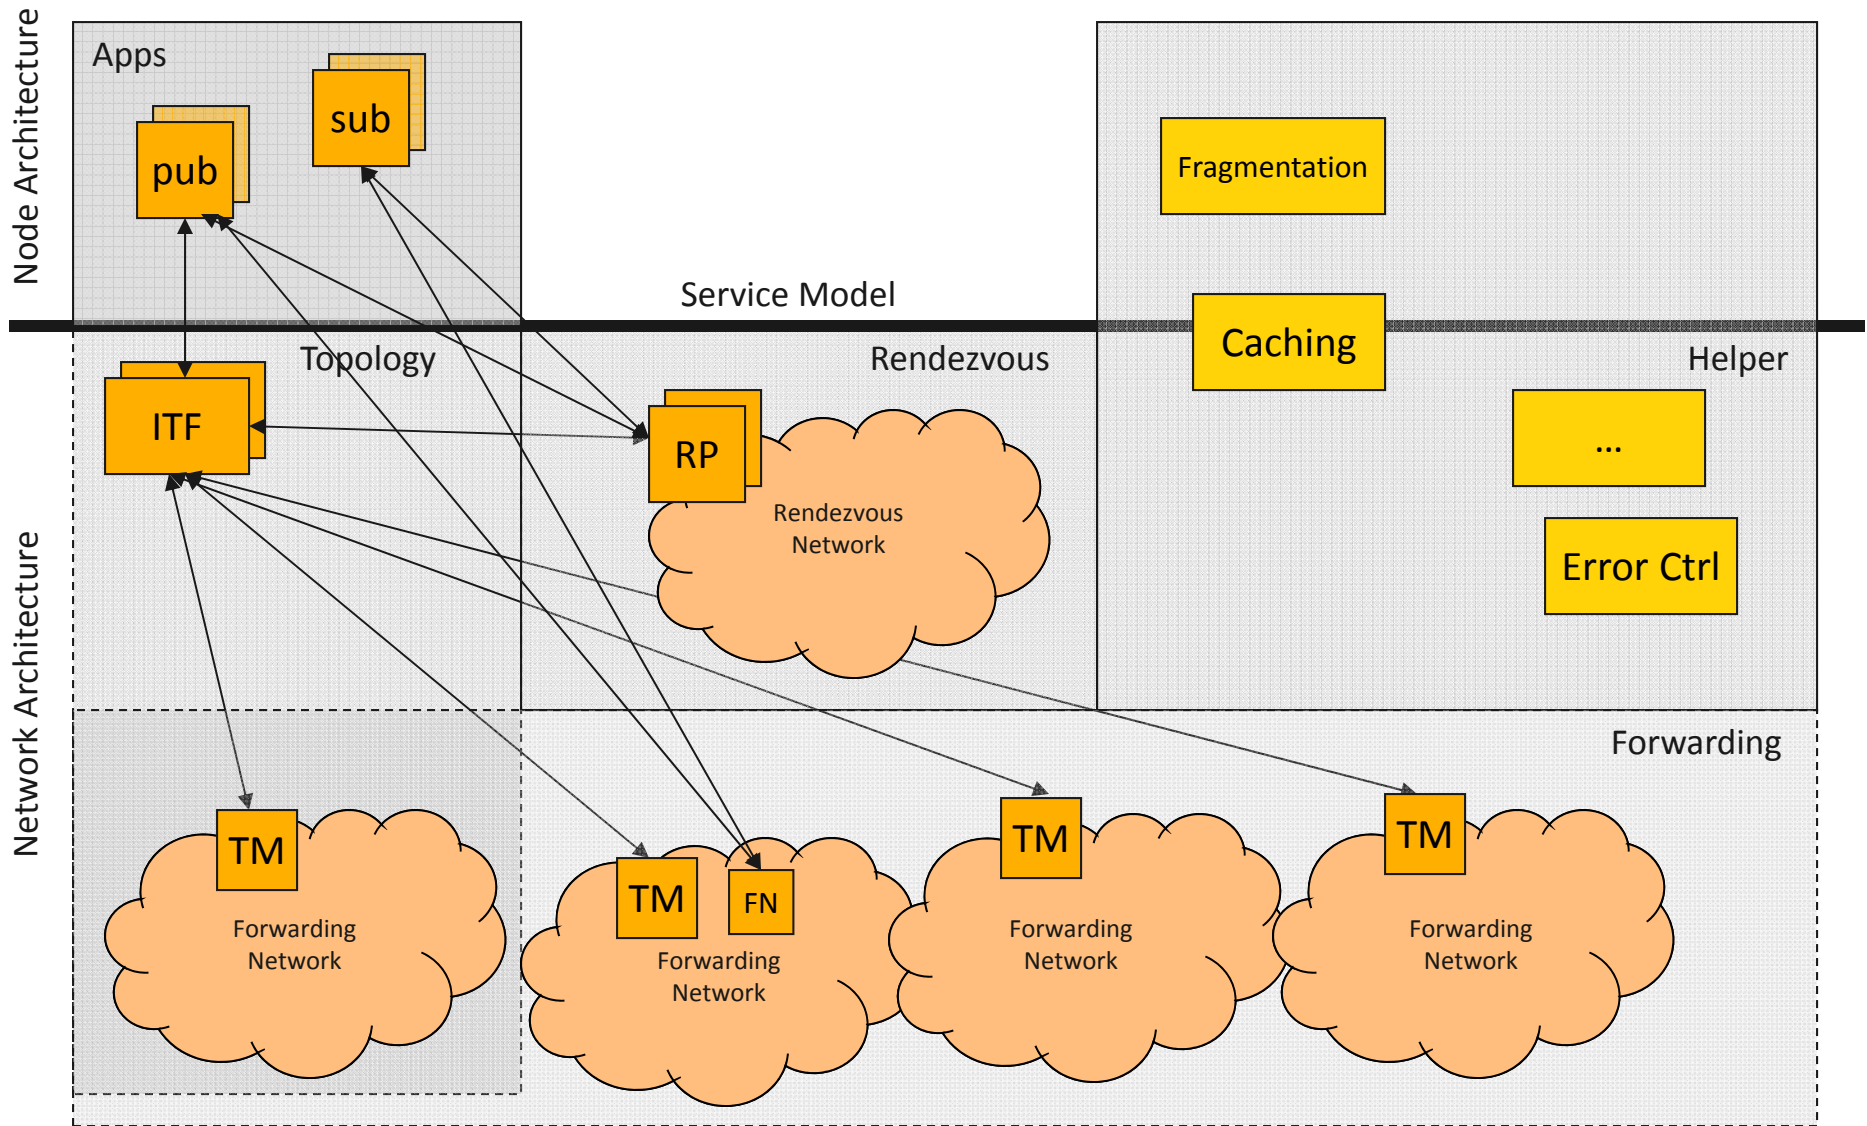 Node Architecture
Apps
pub
sub
Fragmentation
Service Model
Caching
Topology
Rendezvous
Helper
ITF
RP
...
Rendezvous
Network
Error Ctrl
Network Architecture
Forwarding
TM
Forwarding
Network
TM
FN
Forwarding
Network
TM
Forwarding
Network
TM
Forwarding
Network